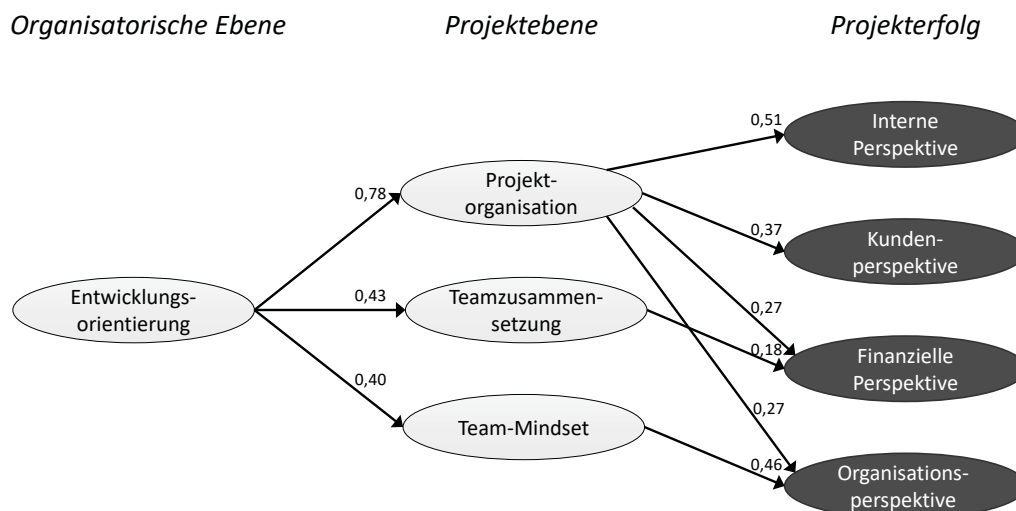 Organisatorische Ebene
Projektebene
Projekterfolg
0,51
Interne
Perspektive
0,78
Projekt-
organisation
0,37
Kunden-
perspektive
Entwicklungs-
orientierung
0,43
Teamzusammen-
setzung
0,27
0,18
Finanzielle
Perspektive
0,40
Team-Mindset
0,27
0,46
Organisations-
perspektive